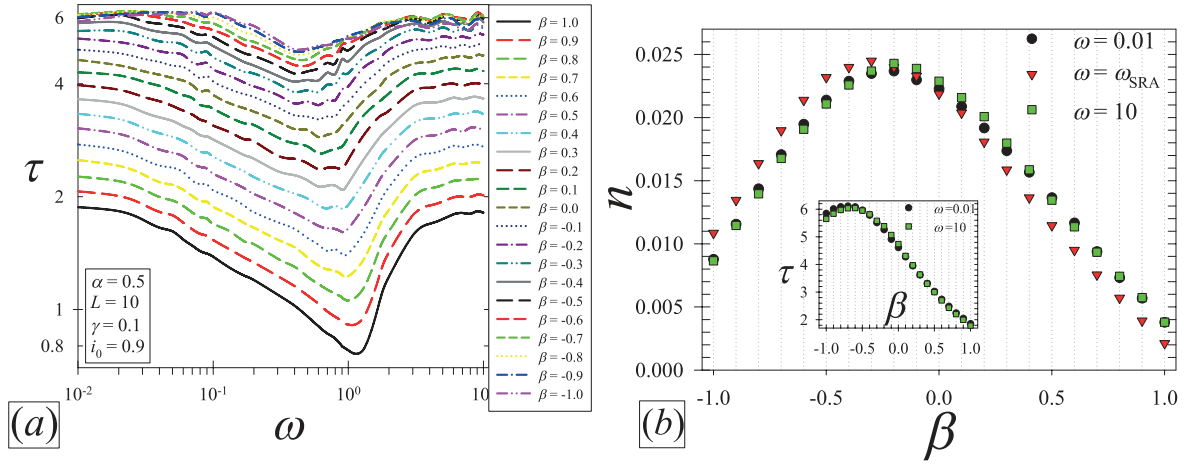 6
4
2
1
0.8
τ
10⁻²
10⁻¹
10⁰
10
ω
(a)
α = 0.5
L = 10
γ = 0.1
i₀ = 0.9
β = 1.0
β = 0.9
β = 0.8
β = 0.7
β = 0.6
β = 0.5
β = 0.4
β = 0.3
β = 0.2
β = 0.1
β = 0.0
β = -0.1
β = -0.2
β = -0.3
β = -0.4
β = -0.5
β = -0.6
β = -0.7
β = -0.8
β = -0.9
β = -1.0
0.025
0.020
0.015
0.010
0.005
0.000
n
-1.0
-0.5
0.0
0.5
1.0
β
(b)
ω = 0.01
ω = ω_SRA
ω = 10
6
5
4
3
2
τ
β
ω = 0.01
ω = 10
-1.0
-0.5
0.0
0.5
1.0